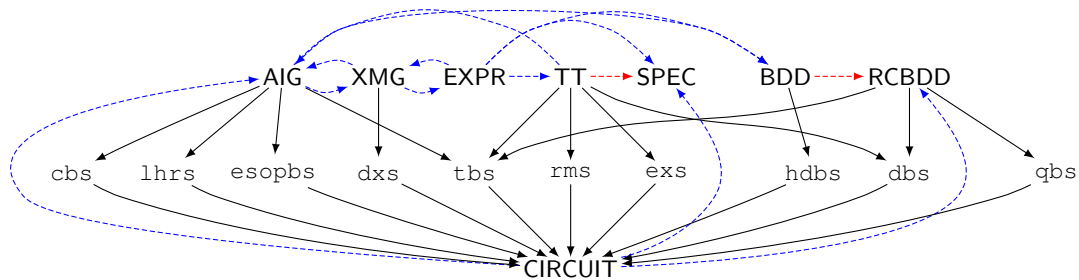 AIG XMG EXPR TT SPEC BDD RCBDD
cbs lhrs esopbs dxs tbs rms exs hdbs dbs qbs
CIRCUIT